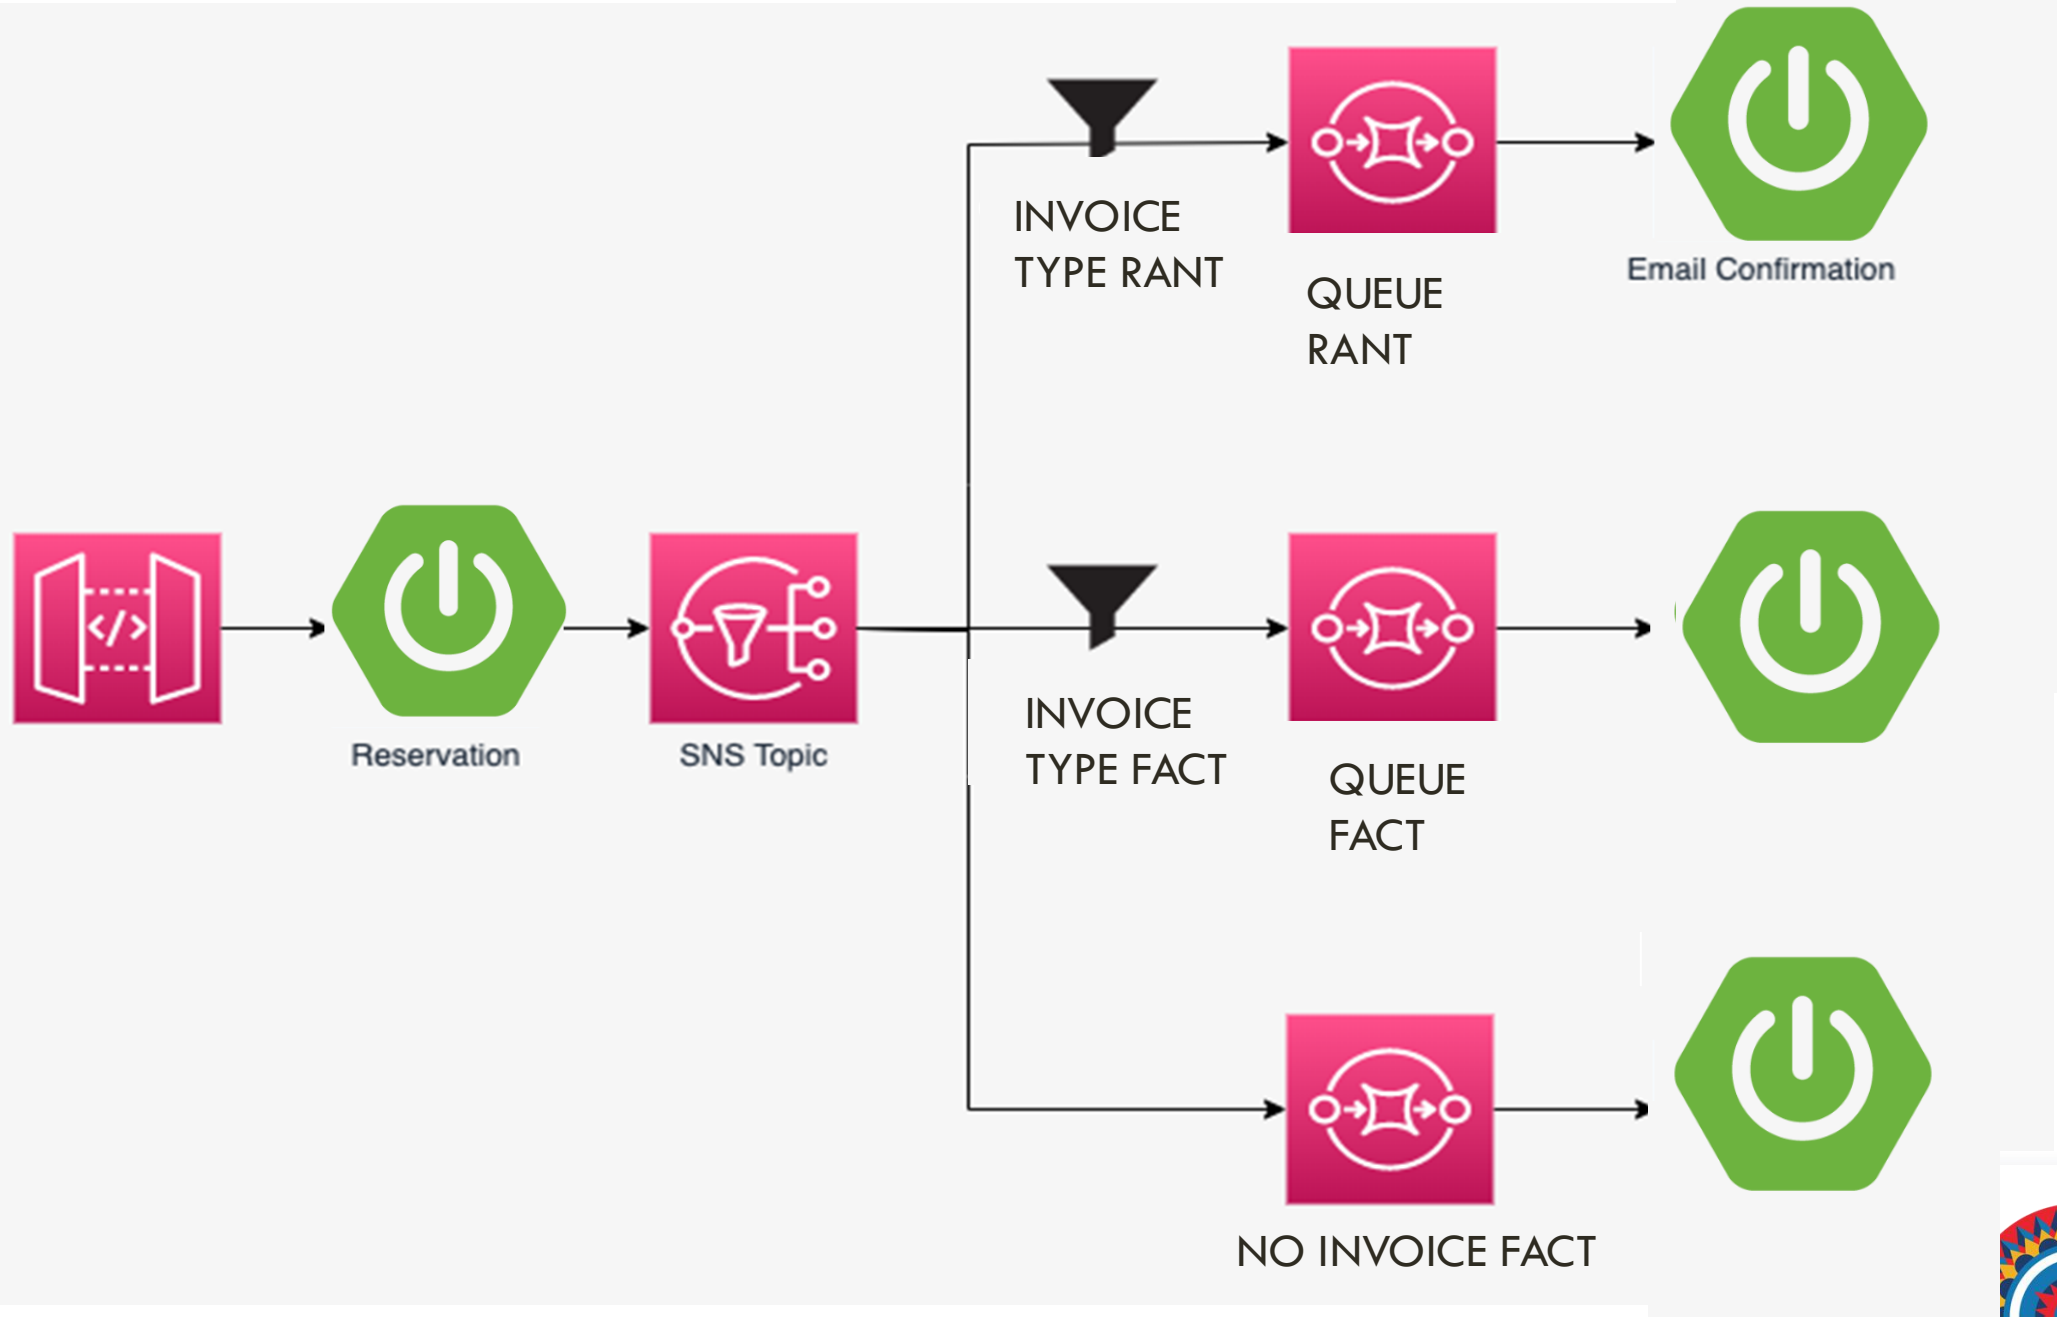 INVOICE
TYPE RANT
QUEUE
RANT
Email Confirmation
</>
Reservation
SNS Topic
INVOICE
TYPE FACT
QUEUE
FACT
NO INVOICE FACT